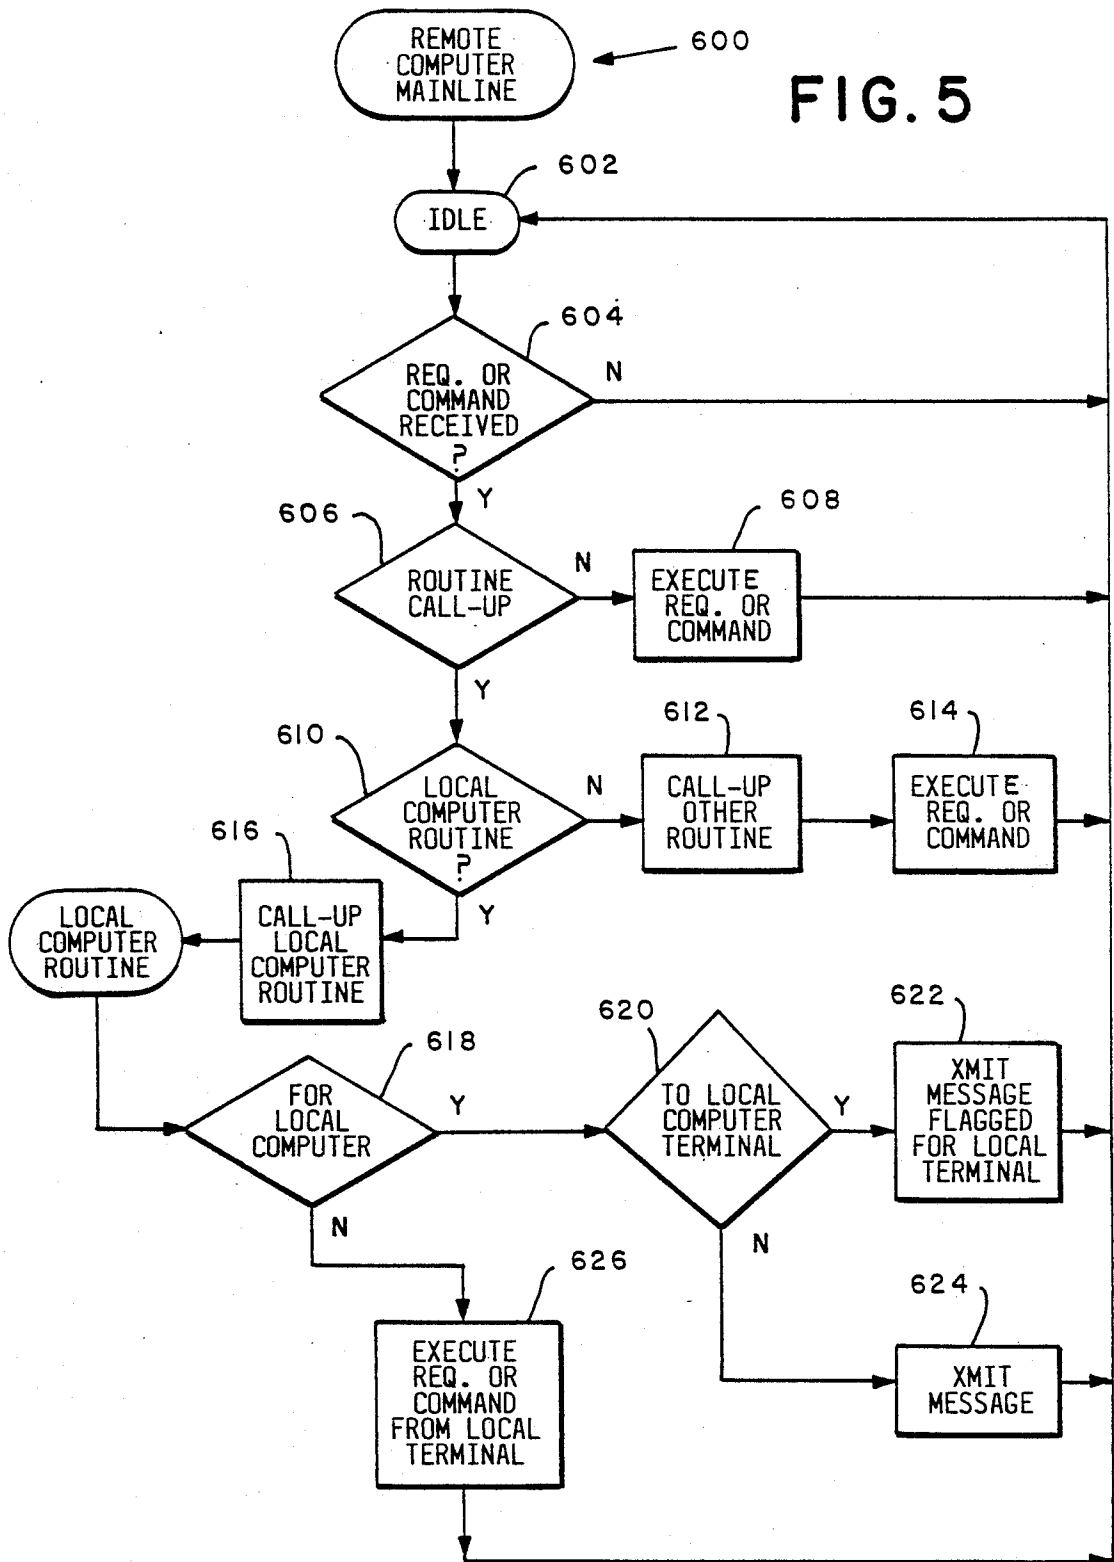 REMOTE
COMPUTER
MAINLINE
600
FIG. 5
602
IDLE
604
REQ. OR
COMMAND
RECEIVED
?
N
Y
606
ROUTINE
CALL-UP
N
608
EXECUTE
REQ. OR
COMMAND
Y
610
LOCAL
COMPUTER
ROUTINE
?
N
612
CALL-UP
OTHER
ROUTINE
614
EXECUTE
REQ. OR
COMMAND
Y
616
CALL-UP
LOCAL
COMPUTER
ROUTINE
LOCAL
COMPUTER
ROUTINE
618
FOR
LOCAL
COMPUTER
Y
620
TO LOCAL
COMPUTER
TERMINAL
Y
622
XMIT
MESSAGE
FLAGGED
FOR LOCAL
TERMINAL
N
624
XMIT
MESSAGE
N
626
EXECUTE
REQ. OR
COMMAND
FROM LOCAL
TERMINAL